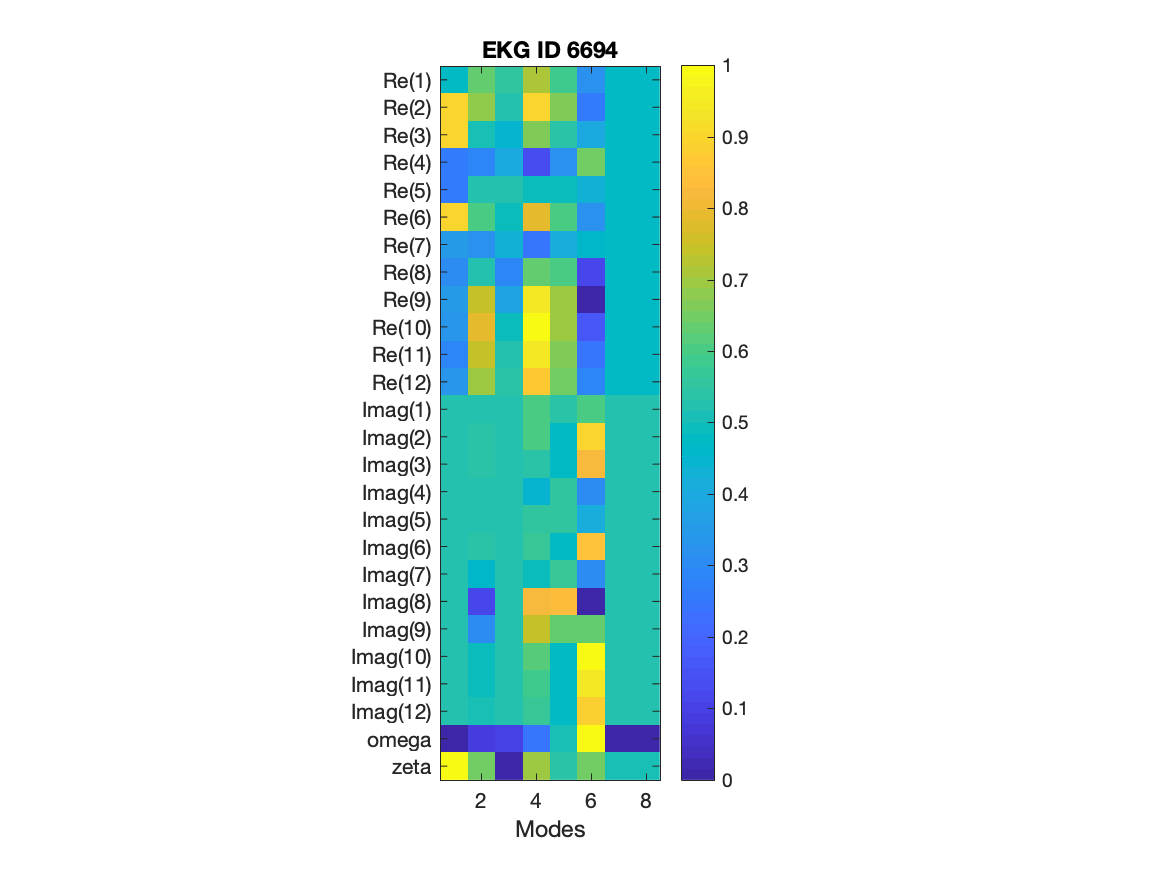 EKG ID 6694
Re(1)
Re(2)
Re(3)
Re(4)
Re(5)
Re(6)
Re(7)
Re(8)
Re(9)
Re(10)
Re(11)
Re(12)
Imag(1)
Imag(2)
Imag(3)
Imag(4)
Imag(5)
Imag(6)
Imag(7)
Imag(8)
Imag(9)
Imag(10)
Imag(11)
Imag(12)
omega
zeta
2 4 6 8
Modes
1
0.9
0.8
0.7
0.6
0.5
0.4
0.3
0.2
0.1
0